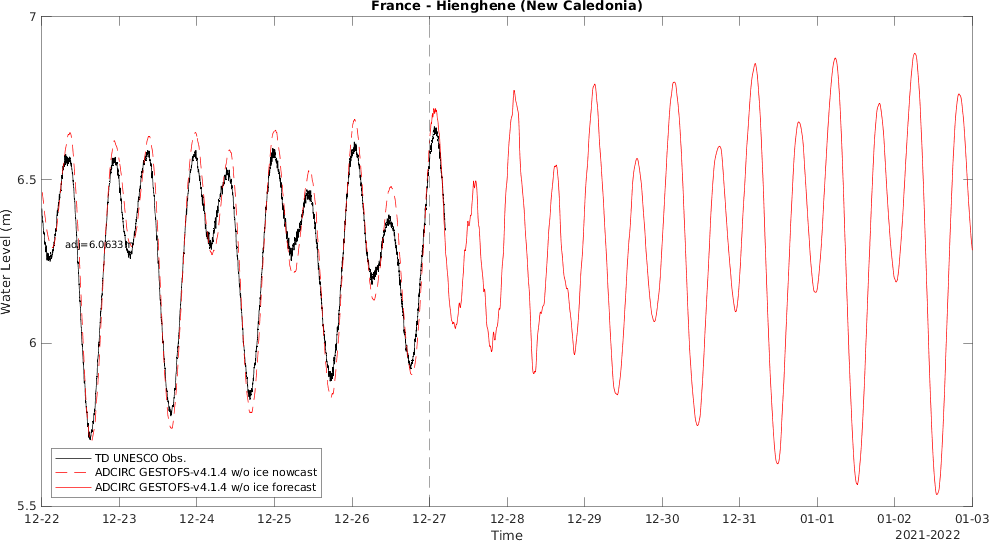 France - Hienghene (New Caledonia)
Water Level (m)
7
6.5
6
5.5
adj=6.0633
TD UNESCO Obs.
ADCIRC GESTOFS-v4.1.4 w/o ice nowcast
ADCIRC GESTOFS-v4.1.4 w/o ice forecast
12-22 12-23 12-24 12-25 12-26 12-27 12-28 12-29 12-30 12-31 01-01 01-02 01-03
Time
2021-2022